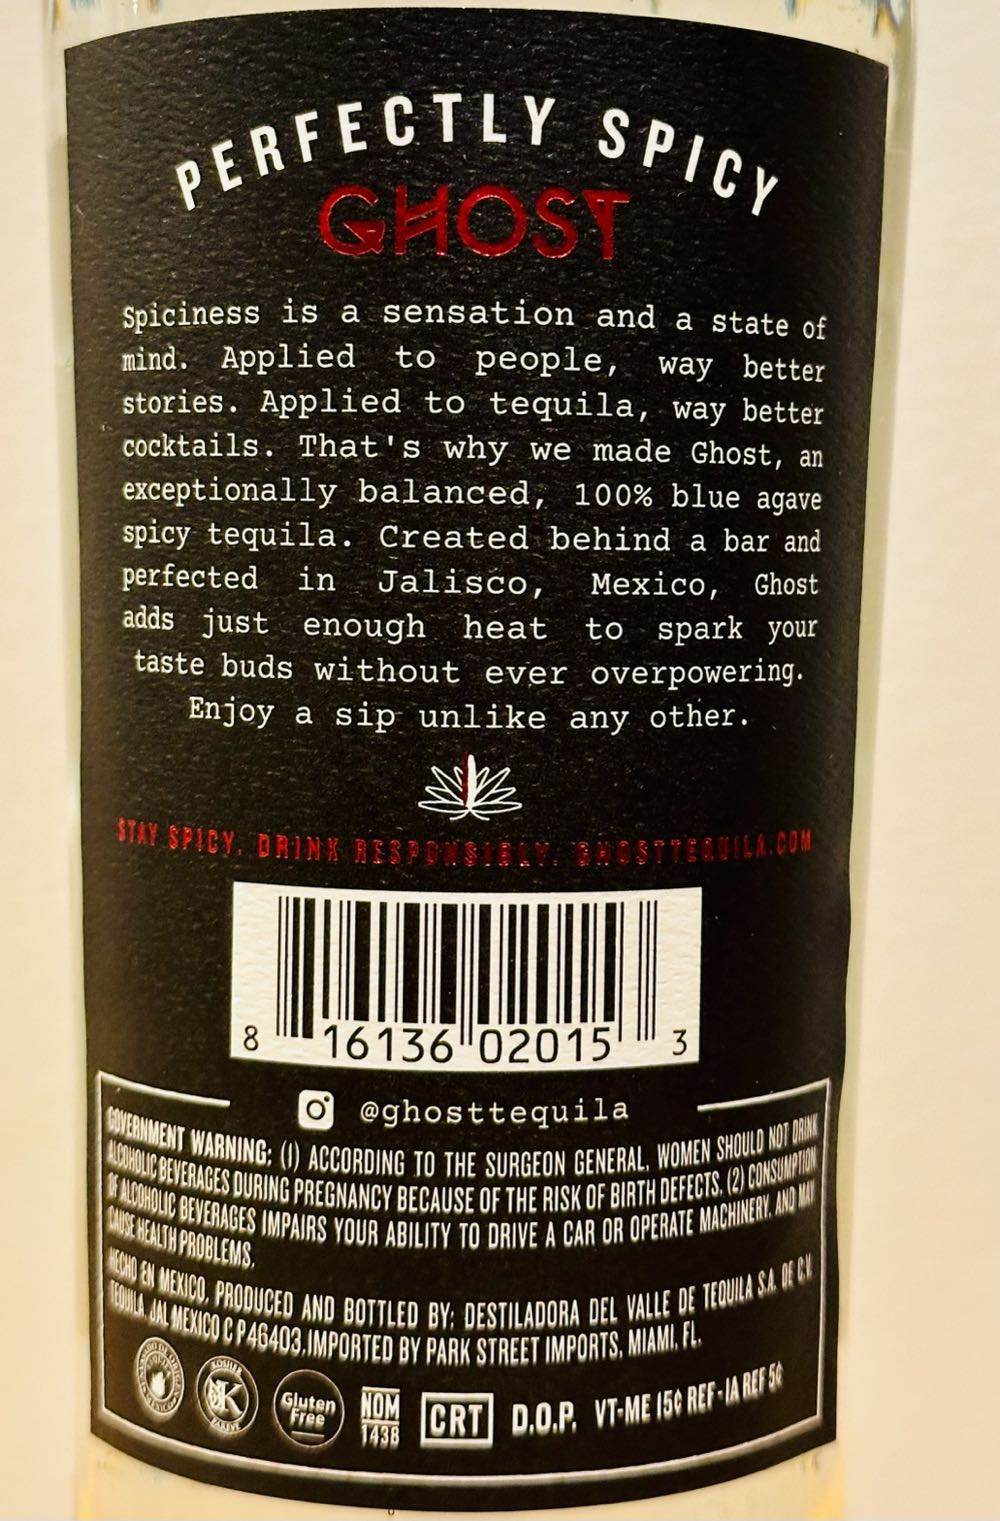 PERFECTLY SPICY
GHOST
Spiciness is a sensation and a state of
mind. Applied to people, way better
stories. Applied to tequila, way better
cocktails. That's why we made Ghost, an
exceptionally balanced, 100% blue agave
spicy tequila. Created behind a bar and
perfected in Jalisco, Mexico, Ghost
adds just enough heat to spark your
taste buds without ever overpowering.
Enjoy a sip unlike any other.
STAY SPICY. DRINK RESPONSIBLY. GHOSTTEQUILA.COM
8 16136 02015 3
@ghosttequila
GOVERNMENT WARNING: (1) ACCORDING TO THE SURGEON GENERAL, WOMEN SHOULD NOT DRINK
ALCOHOLIC BEVERAGES DURING PREGNANCY BECAUSE OF THE RISK OF BIRTH DEFECTS. (2) CONSUMPTION
OF ALCOHOLIC BEVERAGES IMPAIRS YOUR ABILITY TO DRIVE A CAR OR OPERATE MACHINERY, AND MAY
CAUSE HEALTH PROBLEMS.
HECHO EN MEXICO, PRODUCED AND BOTTLED BY: DESTILADORA DEL VALLE DE TEQUILA S.A. DE C.V.
TEQUILA, JAL MEXICO C P 46403, IMPORTED BY PARK STREET IMPORTS, MIAMI, FL.
KOSHER
K
PAREVE
Gluten
Free
NOM
1438
CRT
D.O.P.
VT-ME 15¢ REF-IA REF 5¢